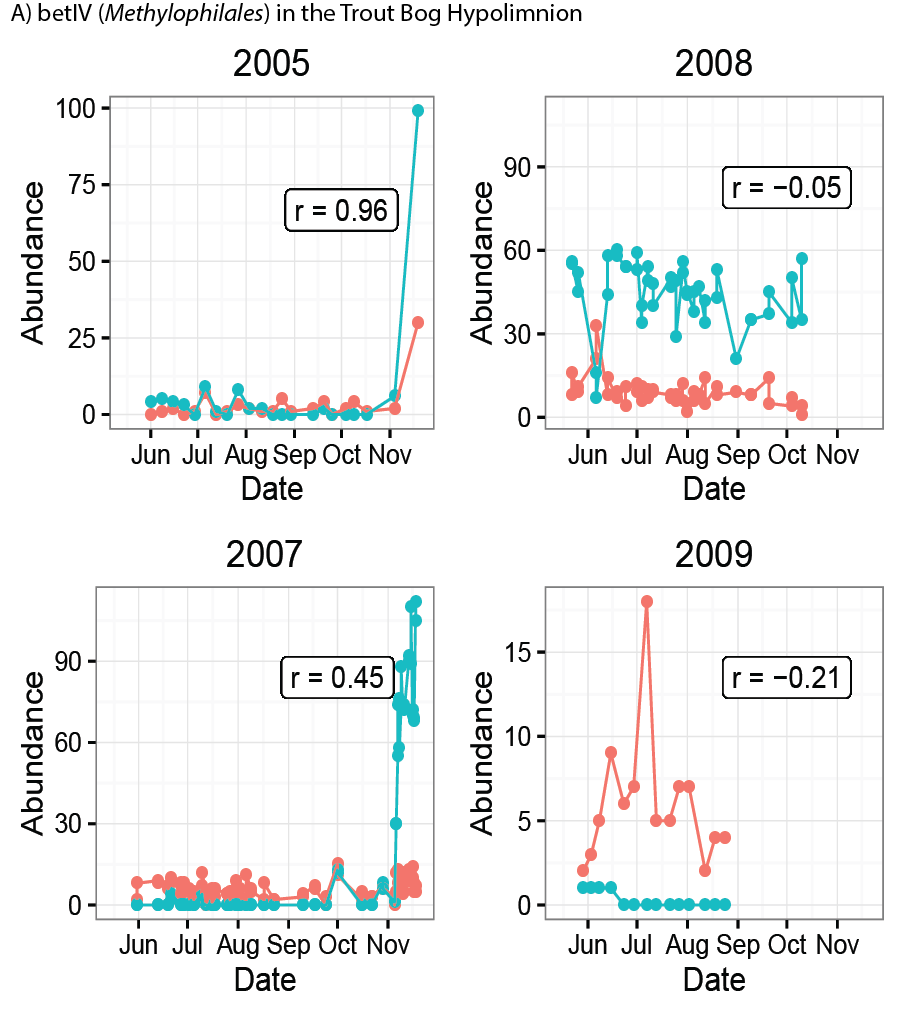 A) betIV (Methylophilales) in the Trout Bog Hypolimnion
2005
100
75
50
25
0
r = 0.96
Jun Jul Aug Sep Oct Nov
Date
Abundance
2008
90
60
30
0
r = −0.05
Jun Jul Aug Sep Oct Nov
Date
Abundance
2007
90
60
30
0
r = 0.45
Jun Jul Aug Sep Oct Nov
Date
Abundance
2009
15
10
5
0
r = −0.21
Jun Jul Aug Sep Oct Nov
Date
Abundance